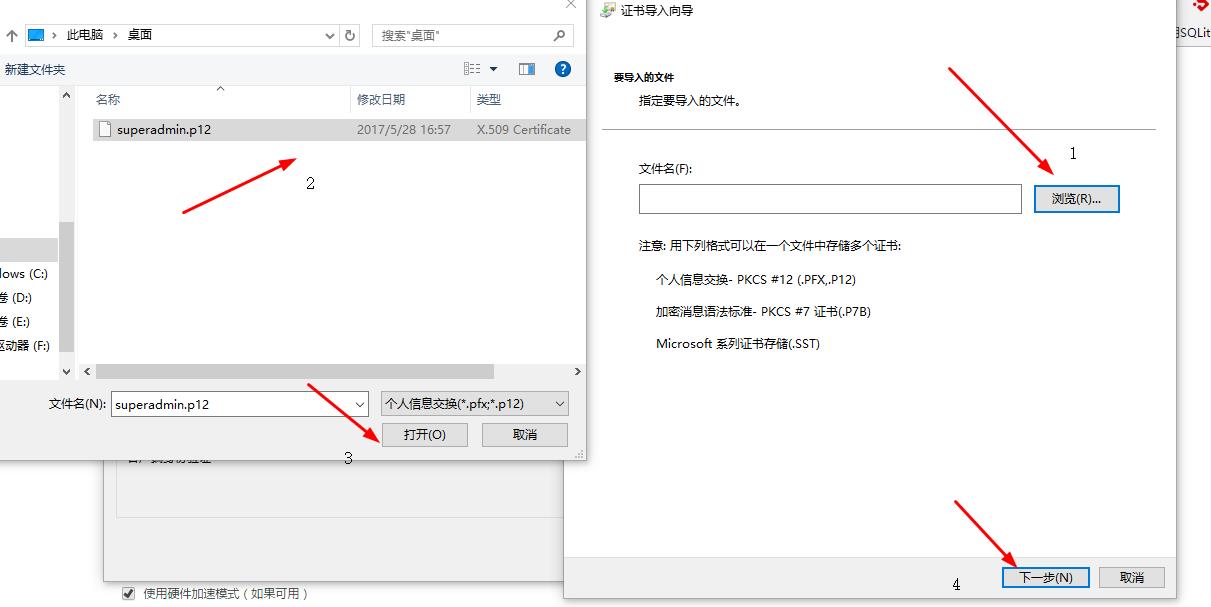 此电脑 › 桌面
搜索"桌面"
新建文件夹
名称
修改日期
类型
superadmin.p12
2017/5/28 16:57
X.509 Certificate
2
dows (C:)
卷 (D:)
卷 (E:)
驱动器 (F:)
文件名(N):
superadmin.p12
个人信息交换(*.pfx;*.p12)
打开(O)
取消
3
证书导入向导
要导入的文件
指定要导入的文件。
1
文件名(F):
浏览(R)...
注意: 用下列格式可以在一个文件中存储多个证书:
个人信息交换- PKCS #12 (.PFX,.P12)
加密消息语法标准- PKCS #7 证书(.P7B)
Microsoft 系列证书存储(.SST)
4
下一步(N)
取消
使用硬件加速模式（如果可用）
SQLit